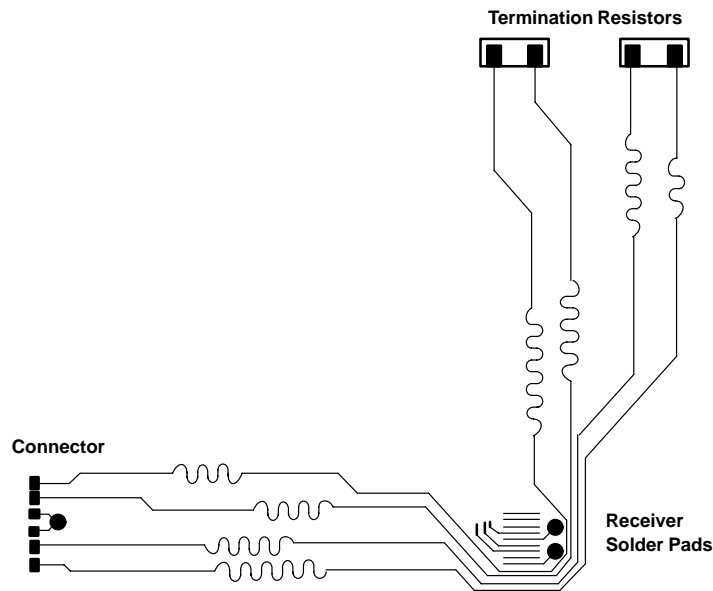 Termination Resistors
Connector
Receiver
Solder Pads